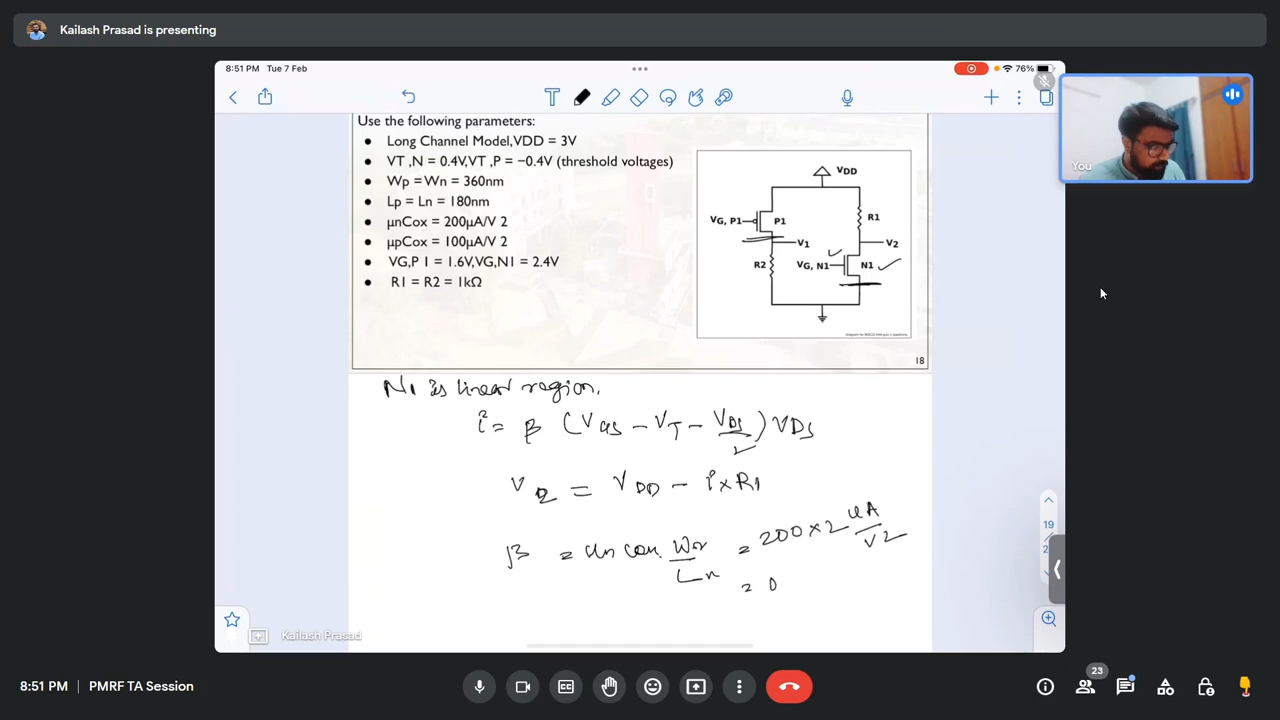 Kailash Prasad is presenting
8:51 PM Tue 7 Feb
76%
You
Use the following parameters:
• Long Channel Model,VDD = 3V
• VT ,N = 0.4V,VT ,P = −0.4V (threshold voltages)
• Wp = Wn = 360nm
• Lp = Ln = 180nm
• μnCox = 200μA/V 2
• μpCox = 100μA/V 2
• VG,P 1 = 1.6V,VG,N1 = 2.4V
• R1 = R2 = 1kΩ
VDD
VG, P1
P1
R1
V1
V2
R2
VG, N1
N1
18
N1 is linear region.
i = β (VGS − VT − VDS/2) VDS
V2 = VDD − i × R1
β = un cox. Wn/Ln = 200 × 2 uA/V2
= 0
19
Kailash Prasad
8:51 PM PMRF TA Session
23